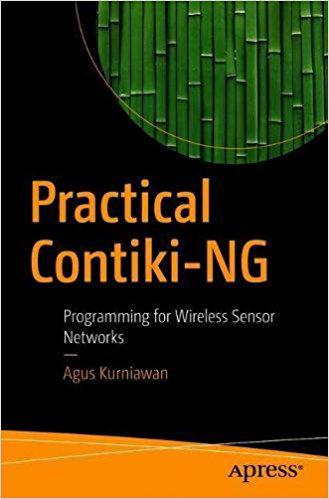 Practical
Contiki-NG
Programming for Wireless Sensor
Networks
—
Agus Kurniawan
Apress®